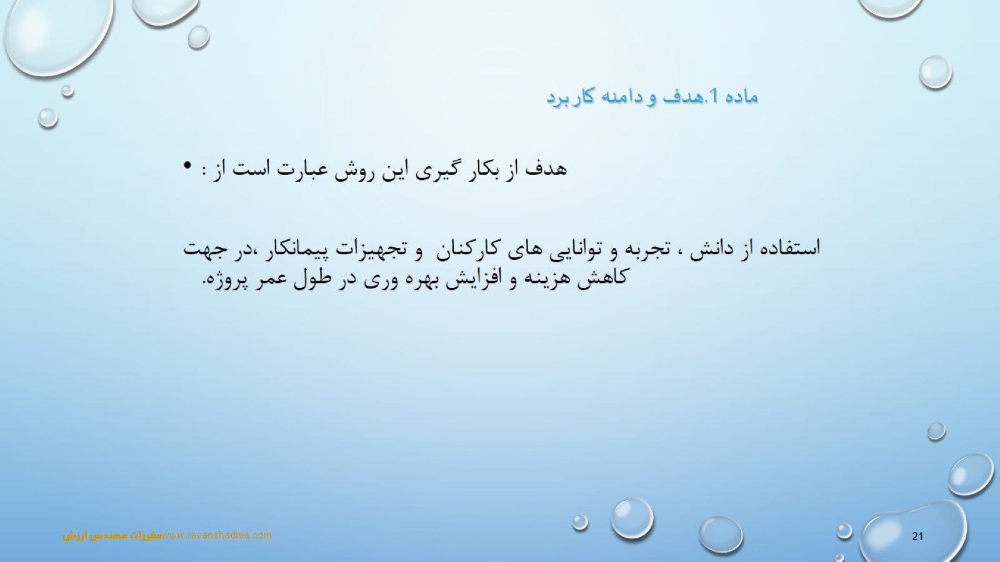 ماده 1.هدف و دامنه کار برد
• هدف از بکار گیری این روش عبارت است از :
استفاده از دانش ، تجربه و توانایی های کارکنان و تجهیزات پیمانکار ،در جهت
کاهش هزینه و افزایش بهره وری در طول عمر پروژه.
مقررات مهندس ارزشwww.ravanshadnia.com
21